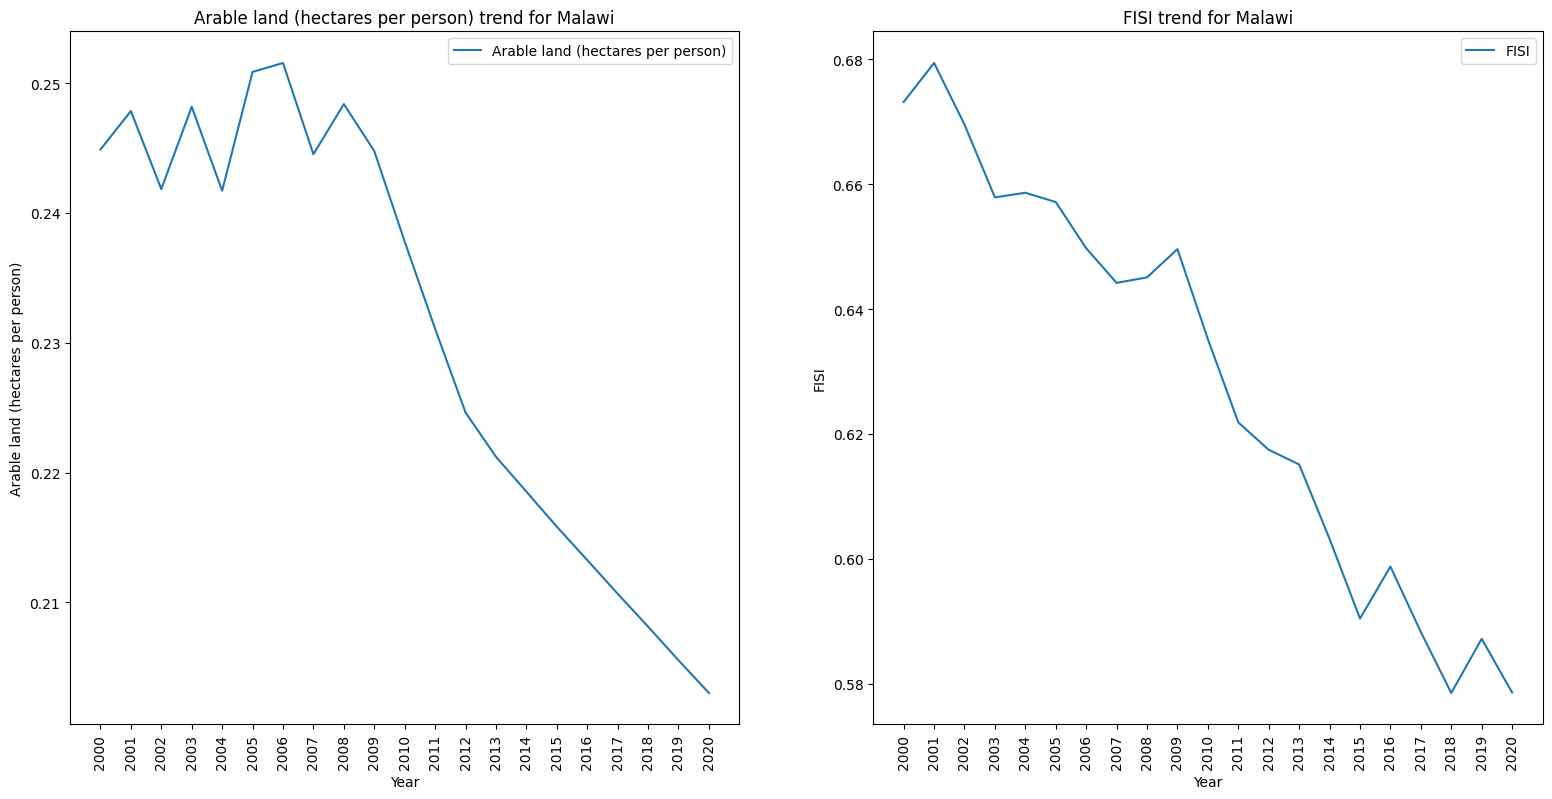 Arable land (hectares per person) trend for Malawi
Arable land (hectares per person)
Arable land (hectares per person)
0.25
0.24
0.23
0.22
0.21
2000 2001 2002 2003 2004 2005 2006 2007 2008 2009 2010 2011 2012 2013 2014 2015 2016 2017 2018 2019 2020
Year
FISI trend for Malawi
FISI
FISI
0.68
0.66
0.64
0.62
0.60
0.58
2000 2001 2002 2003 2004 2005 2006 2007 2008 2009 2010 2011 2012 2013 2014 2015 2016 2017 2018 2019 2020
Year